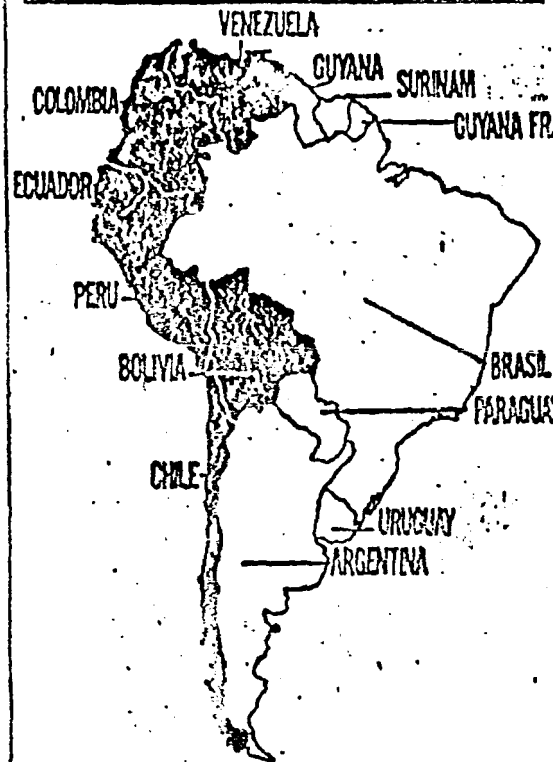 VENEZUELA
GUYANA
SURINAM
COLOMBIA
GUYANA FRA
ECUADOR
PERU
BOLIVIA
BRASIL
PARAGUAY
CHILE
URUGUAY
ARGENTINA